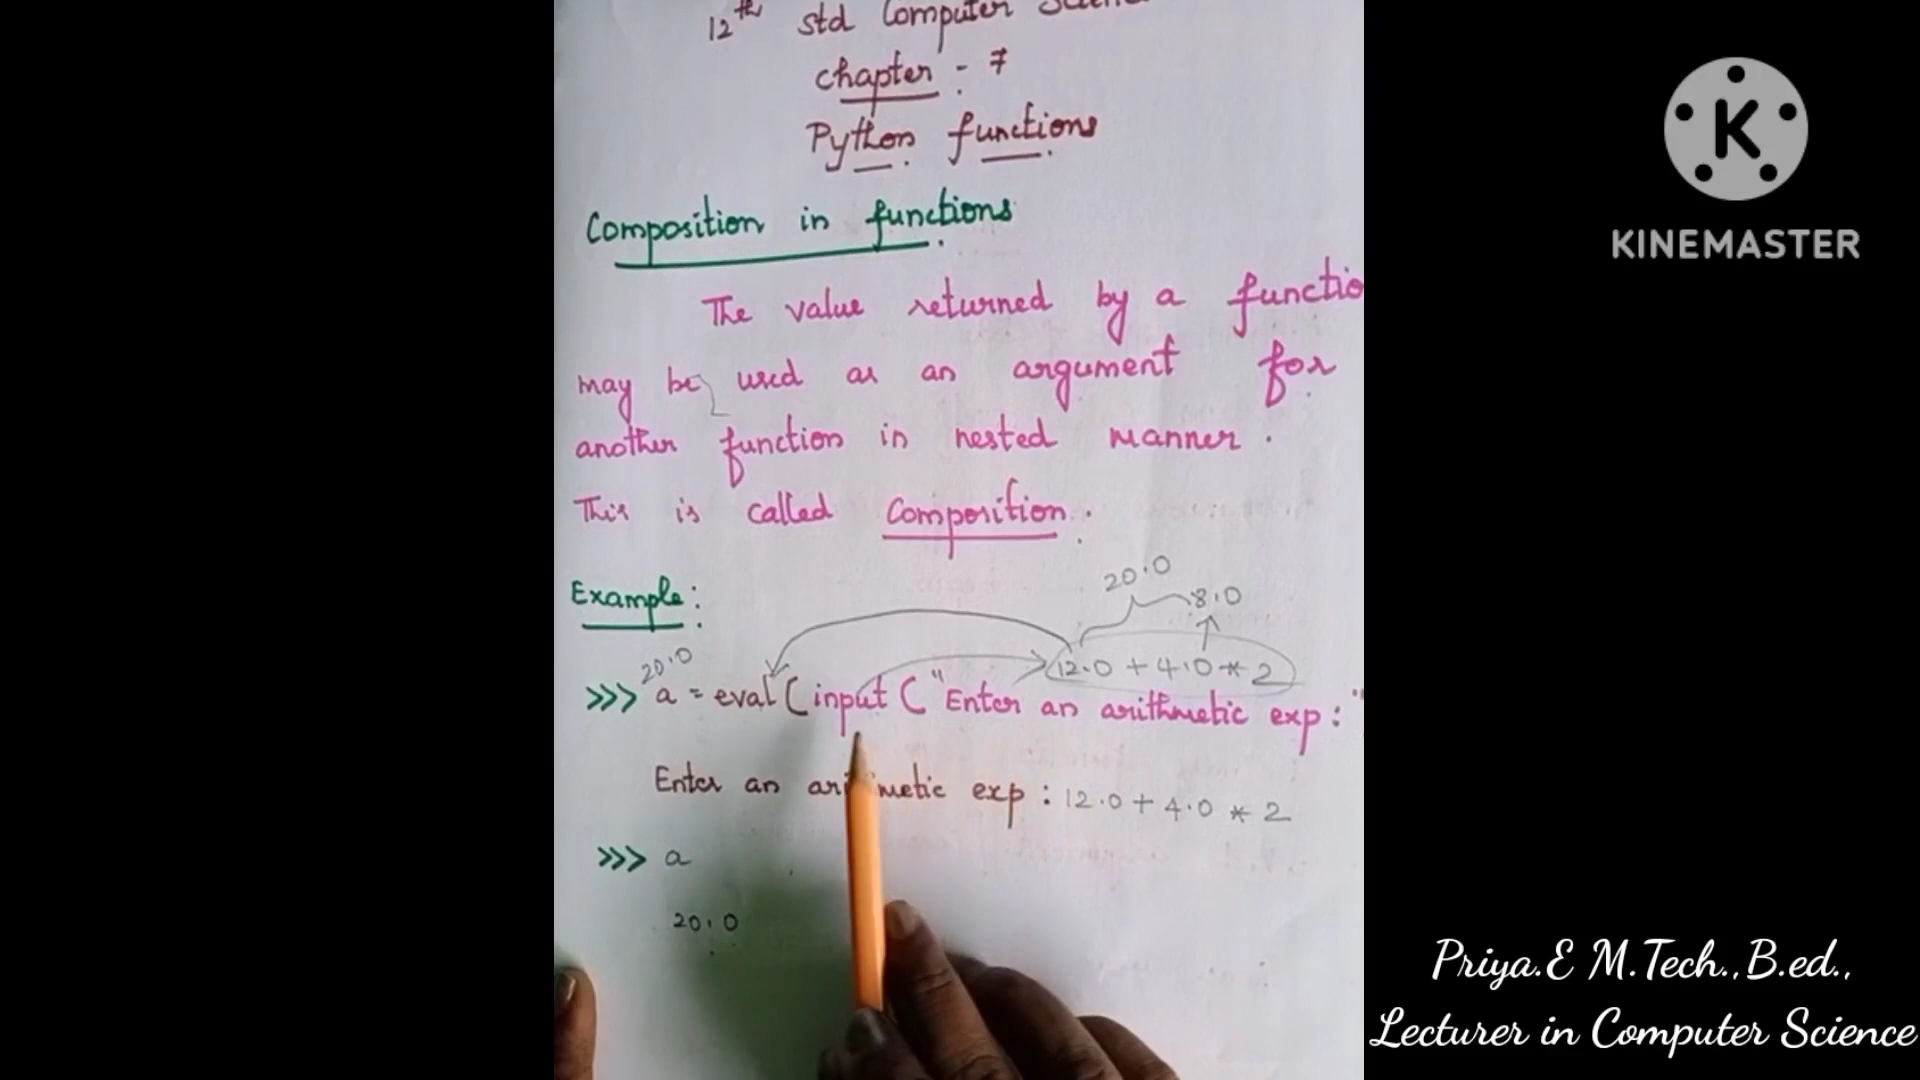 12th std Computer
chapter : 7
Python functions
Composition in functions
The value returned by a functio
may be used as an argument for
another function in nested manner.
This is called Composition.
Example:
20.0
8.0
12.0 + 4.0 * 2
20.0
>>> a = eval (input ("Enter an arithmetic exp : "
Enter an ari metic exp : 12.0 + 4.0 * 2
>>> a
20.0
K
KINEMASTER
Priya.E M.Tech.,B.ed.,
Lecturer in Computer Science